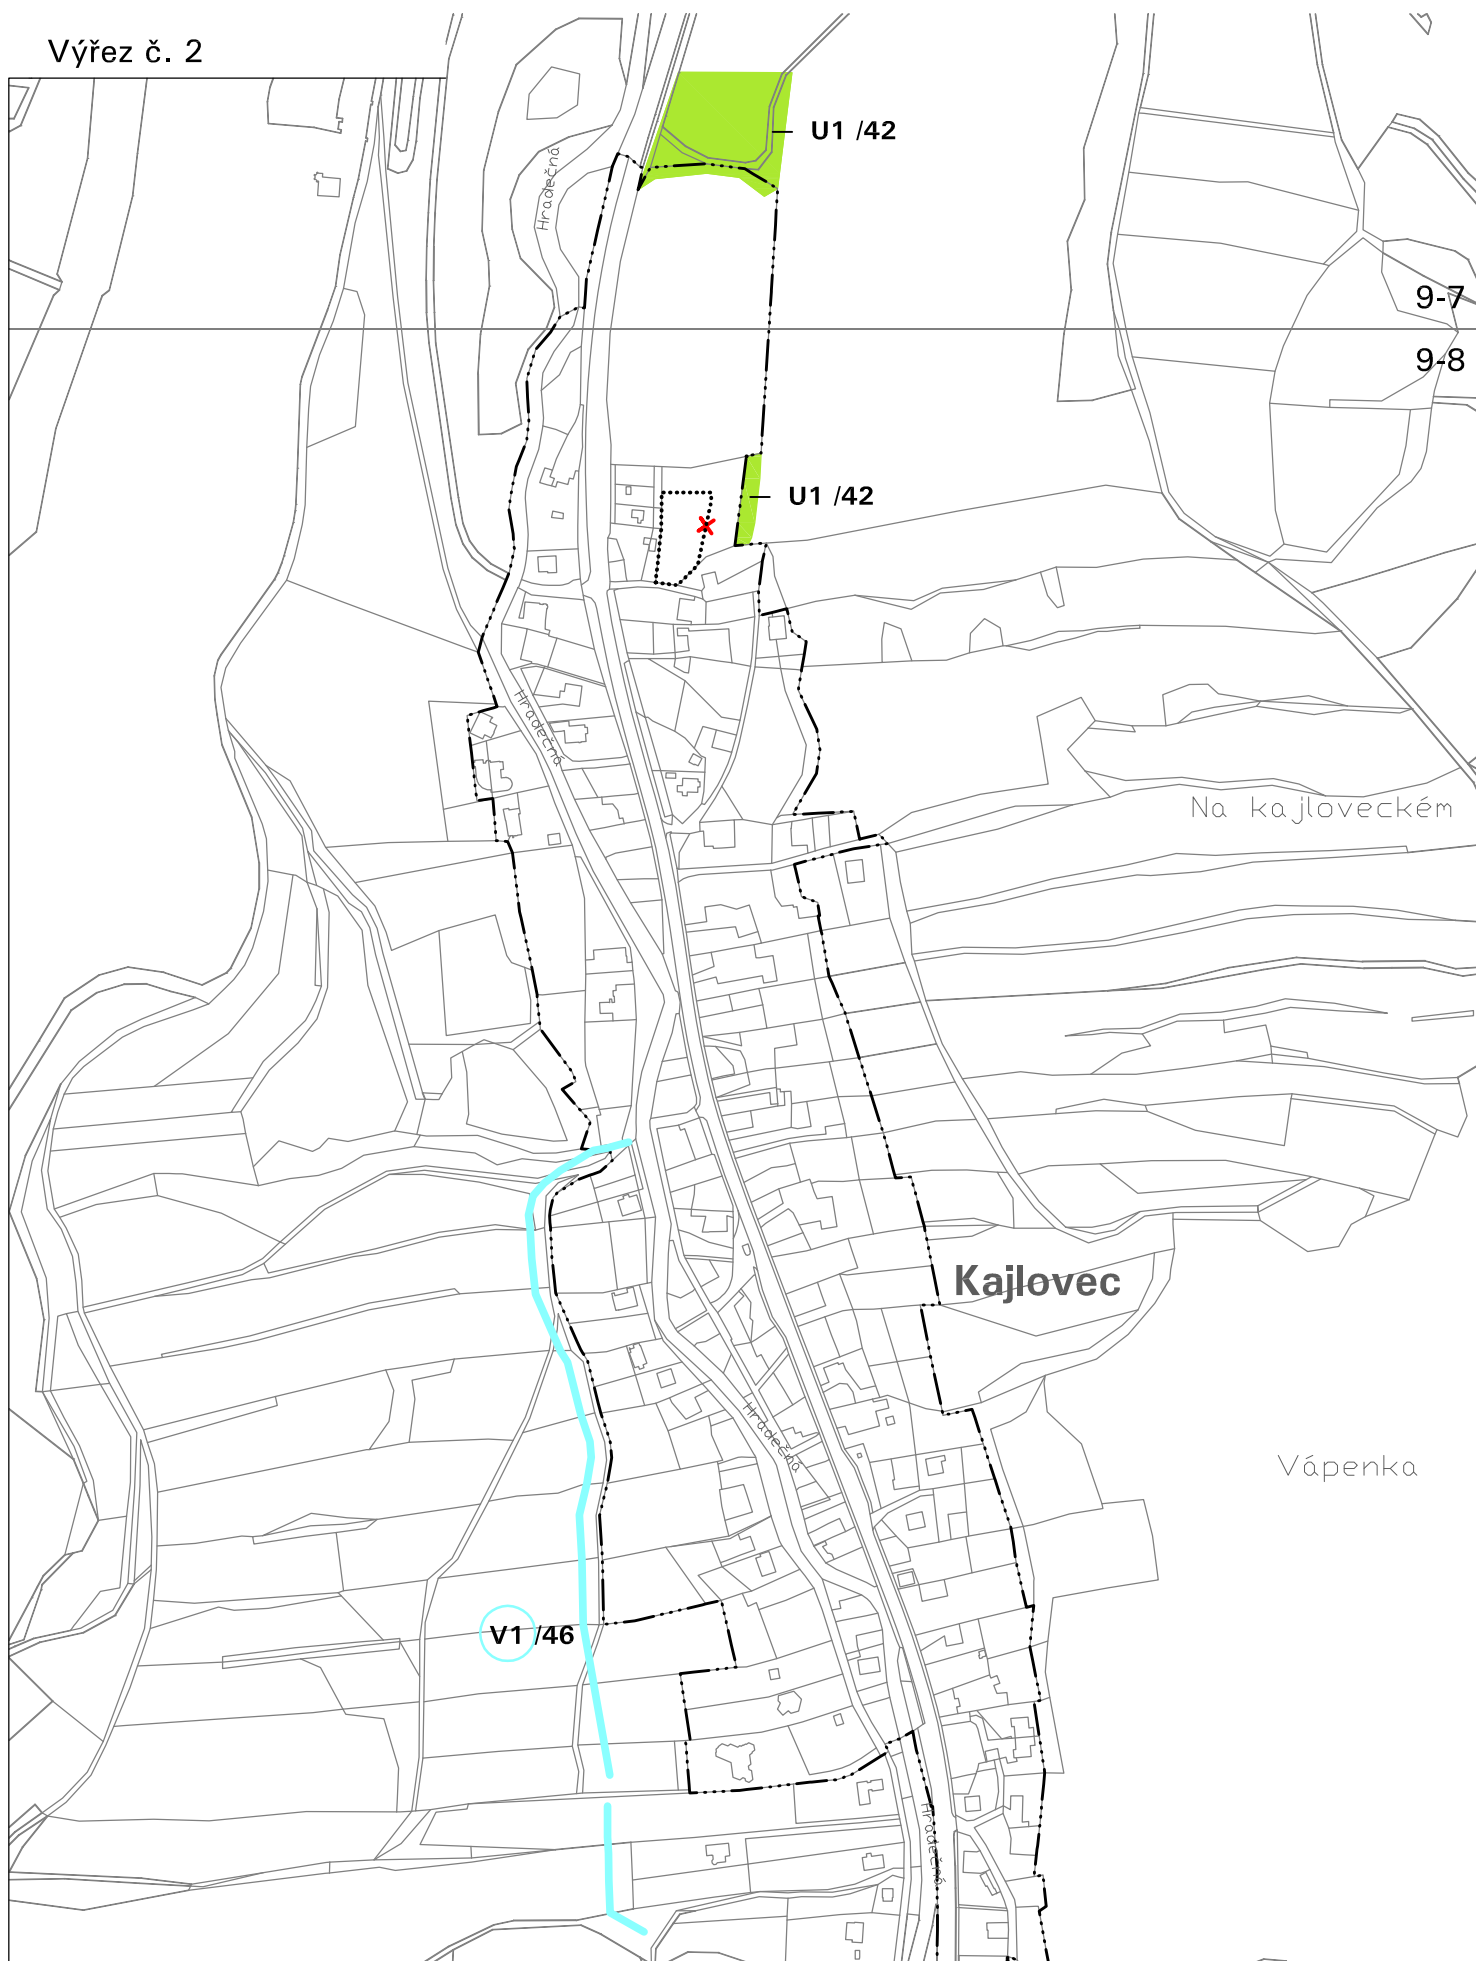 Výřez č. 2
U1 /42
Hradečná
9-7
9-8
U1 /42
Hradečná
Na kajloveckém
Kajlovec
Hradečná
Vápenka
V1 /46
Hradečná